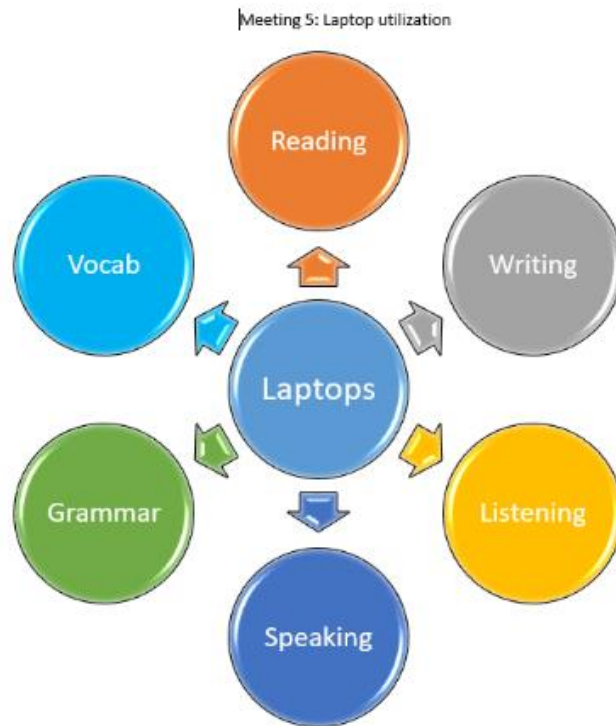 Meeting 5: Laptop utilization
Reading
Vocab
Writing
Laptops
Grammar
Listening
Speaking